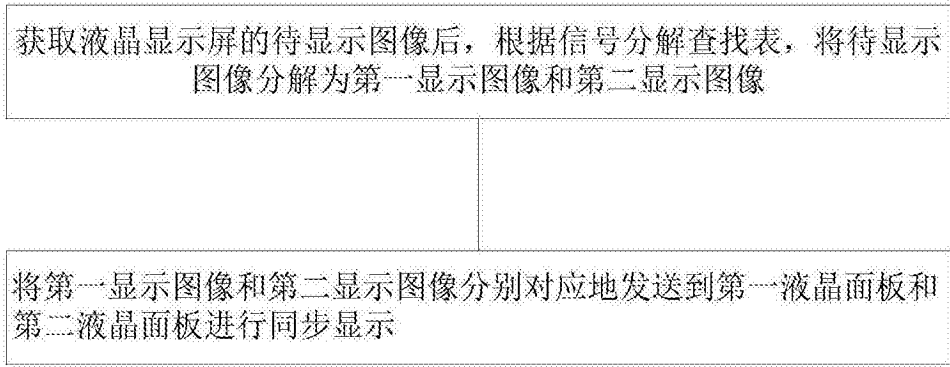 获取液晶显示屏的待显示图像后，根据信号分解查找表，将待显示
图像分解为第一显示图像和第二显示图像
将第一显示图像和第二显示图像分别对应地发送到第一液晶面板和
第二液晶面板进行同步显示